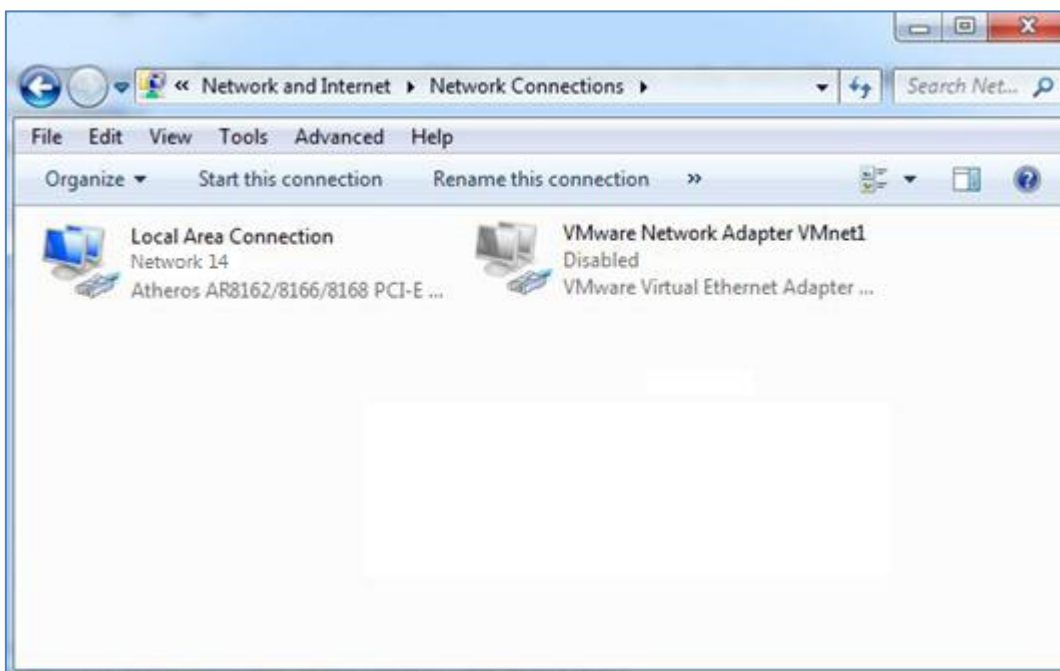 « Network and Internet ▸ Network Connections ▸ Search Net...
File Edit View Tools Advanced Help
Organize Start this connection Rename this connection »
Local Area Connection
Network 14
Atheros AR8162/8166/8168 PCI-E ...
VMware Network Adapter VMnet1
Disabled
VMware Virtual Ethernet Adapter ...